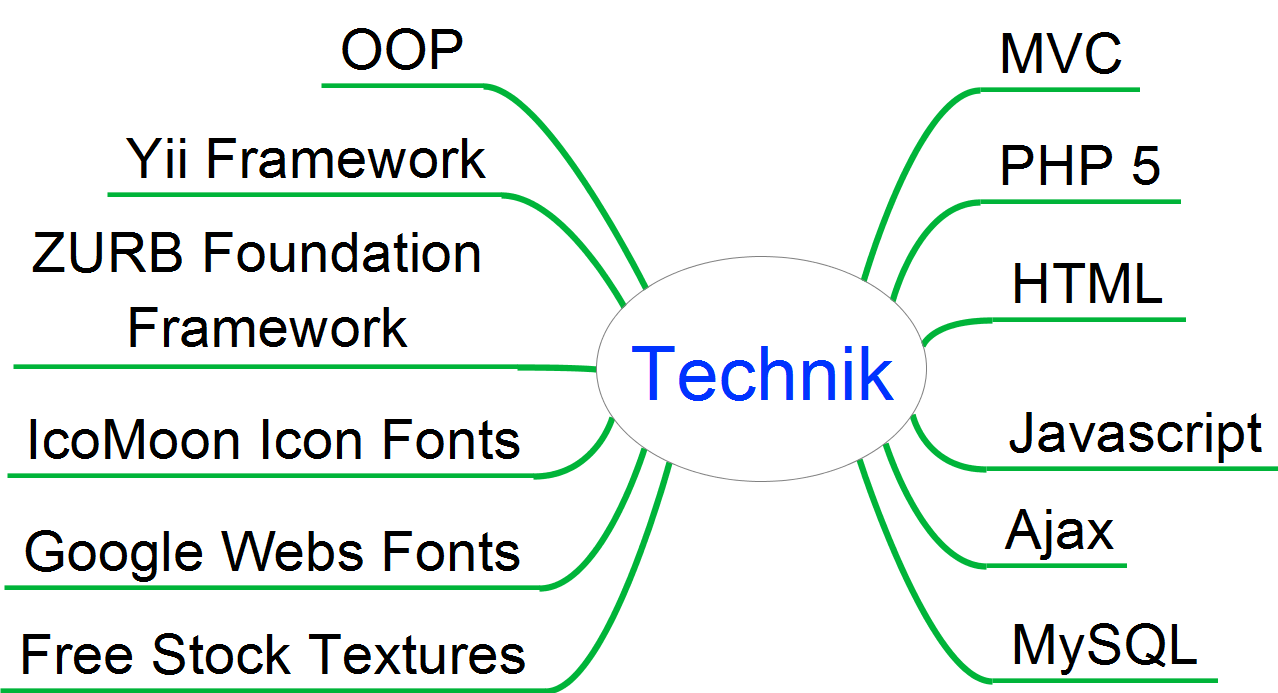 OOP
Yii Framework
ZURB Foundation
Framework
IcoMoon Icon Fonts
Google Webs Fonts
Free Stock Textures
Technik
MVC
PHP 5
HTML
Javascript
Ajax
MySQL